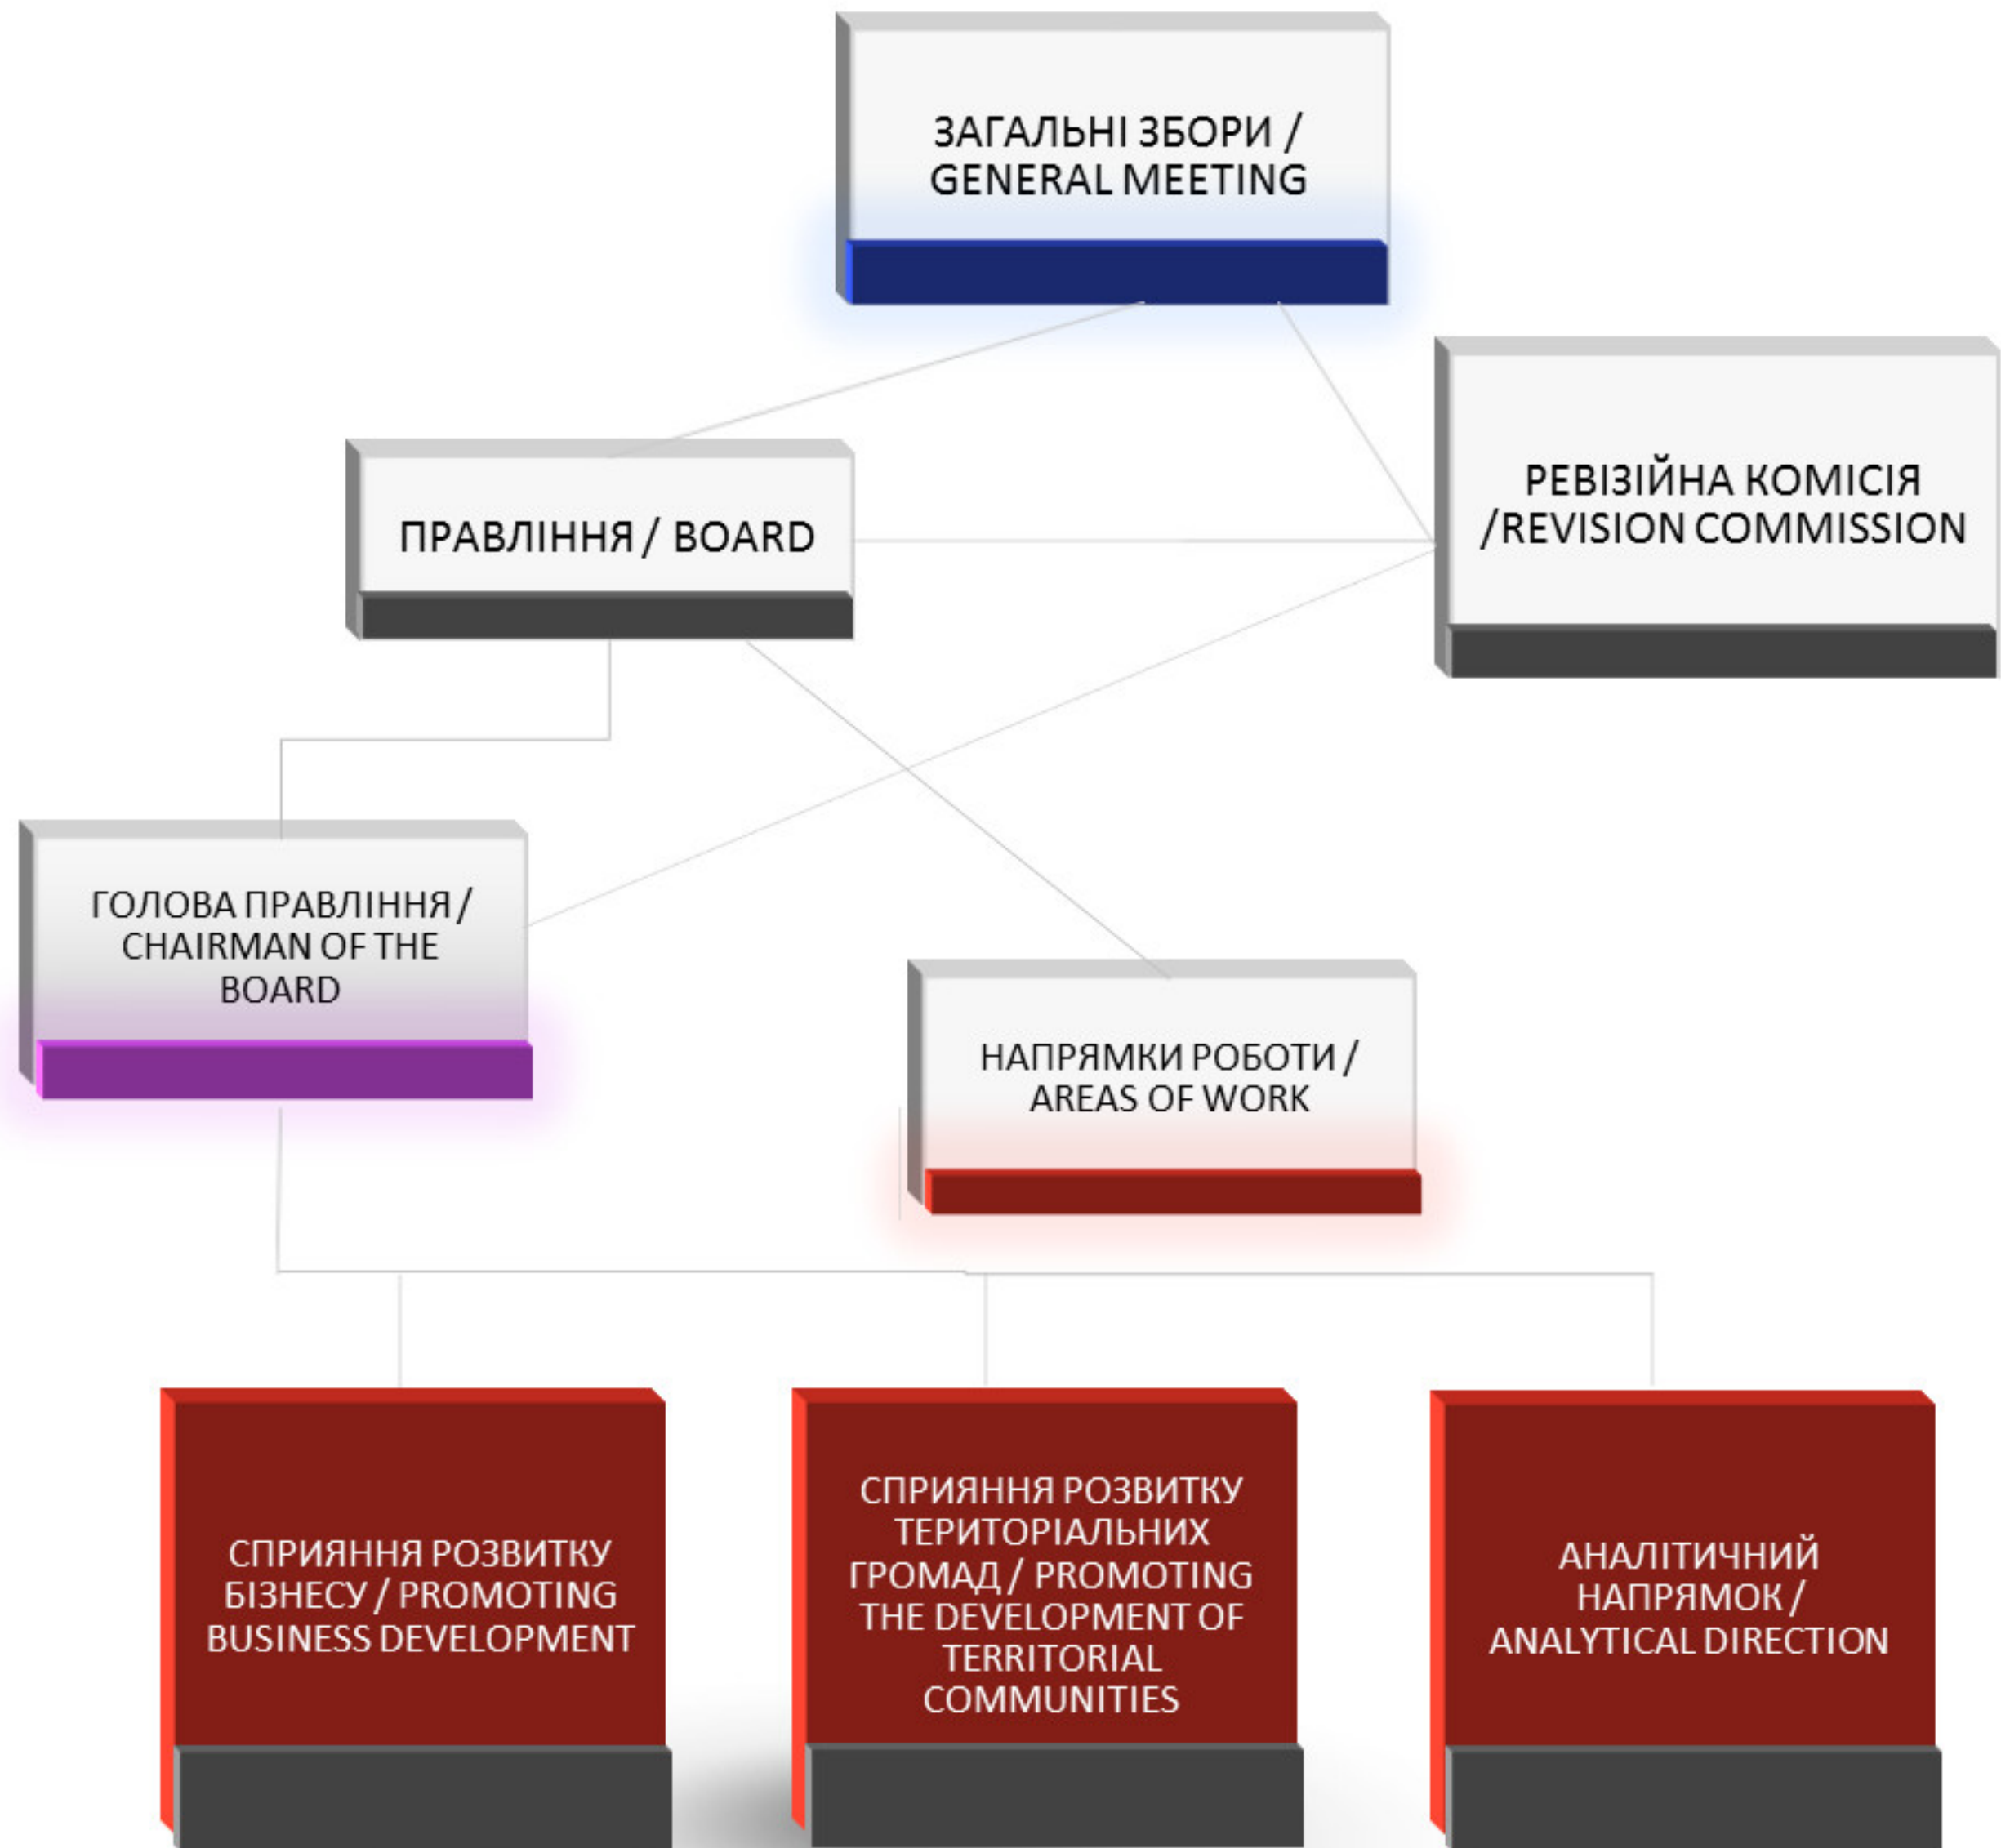 ЗАГАЛЬНІ ЗБОРИ /
GENERAL MEETING
ПРАВЛІННЯ / BOARD
РЕВІЗІЙНА КОМІСІЯ
/REVISION COMMISSION
ГОЛОВА ПРАВЛІННЯ /
CHAIRMAN OF THE
BOARD
НАПРЯМКИ РОБОТИ /
AREAS OF WORK
СПРИЯННЯ РОЗВИТКУ
БІЗНЕСУ / PROMOTING
BUSINESS DEVELOPMENT
СПРИЯННЯ РОЗВИТКУ
ТЕРИТОРІАЛЬНИХ
ГРОМАД / PROMOTING
THE DEVELOPMENT OF
TERRITORIAL
COMMUNITIES
АНАЛІТИЧНИЙ
НАПРЯМОК /
ANALYTICAL DIRECTION